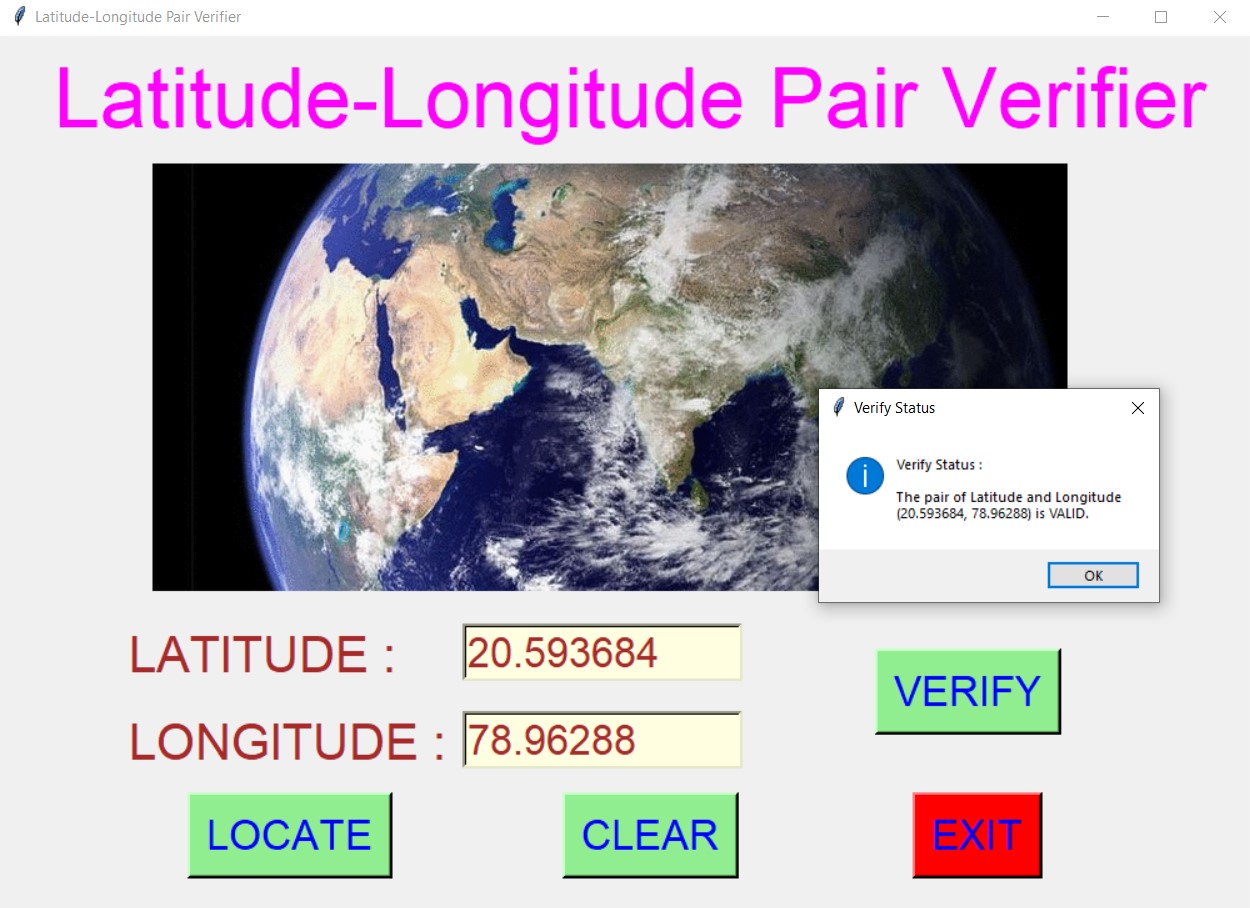 Latitude-Longitude Pair Verifier
Latitude-Longitude Pair Verifier
Verify Status
Verify Status :
The pair of Latitude and Longitude
(20.593684, 78.96288) is VALID.
OK
LATITUDE :
20.593684
VERIFY
LONGITUDE :
78.96288
LOCATE
CLEAR
EXIT